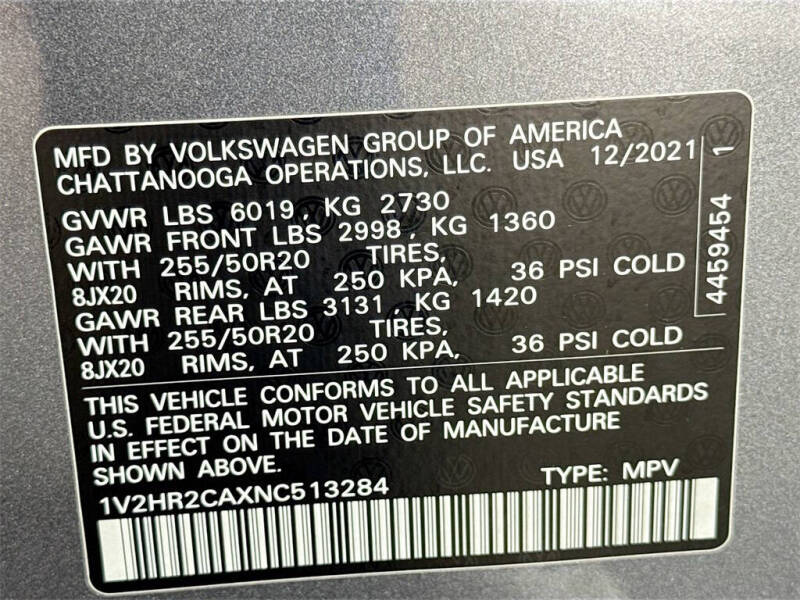 MFD BY VOLKSWAGEN GROUP OF AMERICA
CHATTANOOGA OPERATIONS, LLC. USA 12/2021
GVWR LBS 6019, KG 2730
GAWR FRONT LBS 2998, KG 1360
WITH 255/50R20 TIRES,
8JX20 RIMS, AT 250 KPA, 36 PSI COLD
GAWR REAR LBS 3131, KG 1420
WITH 255/50R20 TIRES,
8JX20 RIMS, AT 250 KPA, 36 PSI COLD
THIS VEHICLE CONFORMS TO ALL APPLICABLE
U.S. FEDERAL MOTOR VEHICLE SAFETY STANDARDS
IN EFFECT ON THE DATE OF MANUFACTURE
SHOWN ABOVE.
1V2HR2CAXNC513284 TYPE: MPV
4459454 1